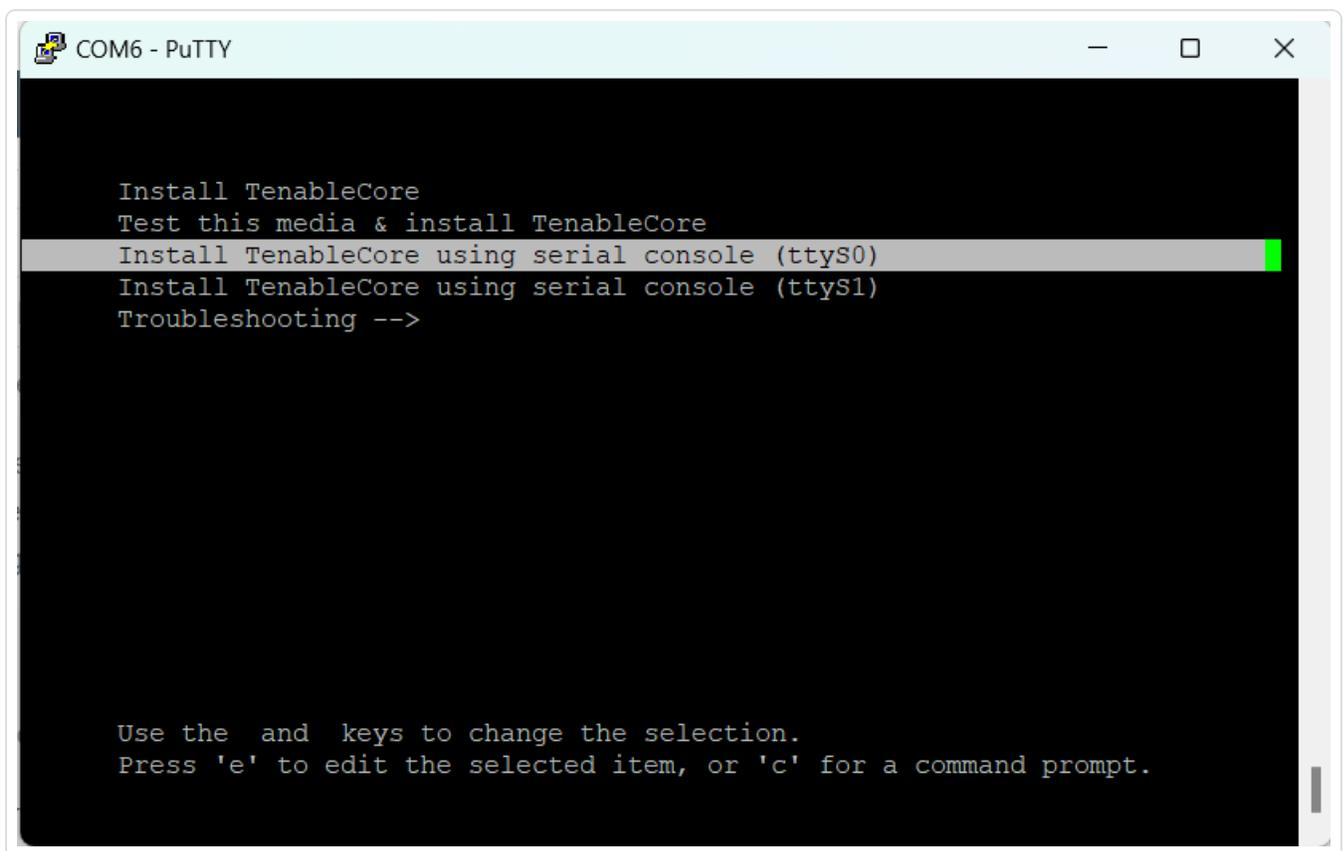 COM6 - PuTTY
Install TenableCore
Test this media & install TenableCore
Install TenableCore using serial console (ttyS0)
Install TenableCore using serial console (ttyS1)
Troubleshooting -->
Use the  and  keys to change the selection.
Press 'e' to edit the selected item, or 'c' for a command prompt.